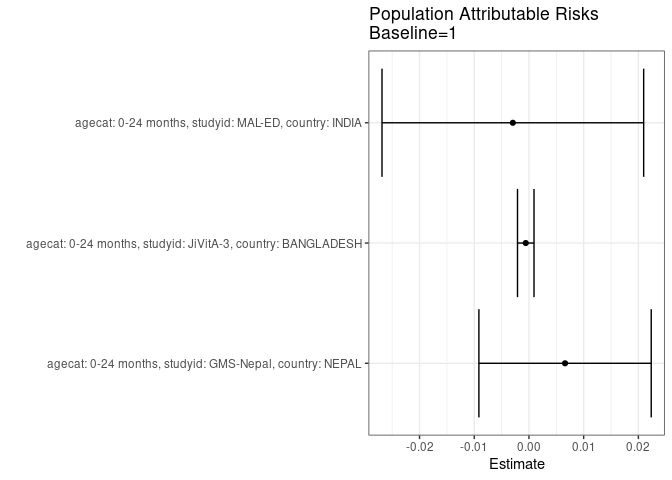 Population Attributable Risks
Baseline=1
agecat: 0-24 months, studyid: MAL-ED, country: INDIA
agecat: 0-24 months, studyid: JiVitA-3, country: BANGLADESH
agecat: 0-24 months, studyid: GMS-Nepal, country: NEPAL
-0.02 -0.01 0.00 0.01 0.02
Estimate